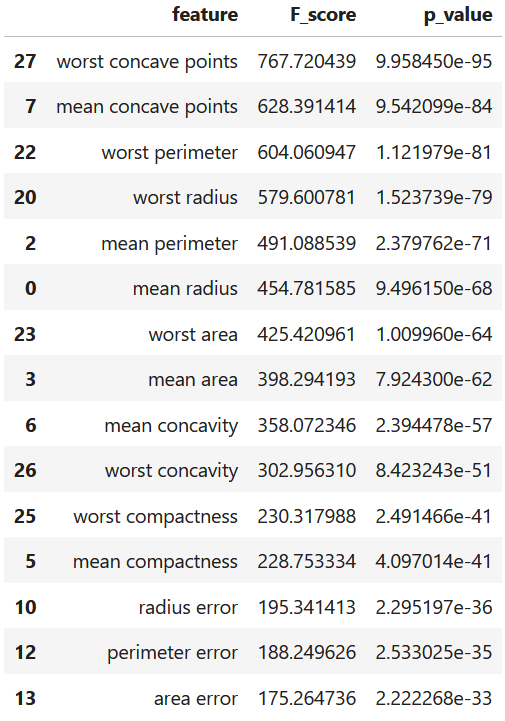 feature F_score p_value
27 worst concave points 767.720439 9.958450e-95
7 mean concave points 628.391414 9.542099e-84
22 worst perimeter 604.060947 1.121979e-81
20 worst radius 579.600781 1.523739e-79
2 mean perimeter 491.088539 2.379762e-71
0 mean radius 454.781585 9.496150e-68
23 worst area 425.420961 1.009960e-64
3 mean area 398.294193 7.924300e-62
6 mean concavity 358.072346 2.394478e-57
26 worst concavity 302.956310 8.423243e-51
25 worst compactness 230.317988 2.491466e-41
5 mean compactness 228.753334 4.097014e-41
10 radius error 195.341413 2.295197e-36
12 perimeter error 188.249626 2.533025e-35
13 area error 175.264736 2.222268e-33